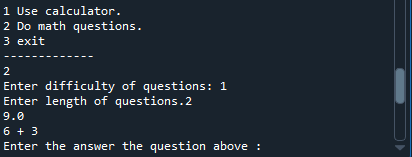 1 Use calculator.
2 Do math questions.
3 exit
-------------
2
Enter difficulty of questions: 1
Enter length of questions.2
9.0
6 + 3
Enter the answer the question above :